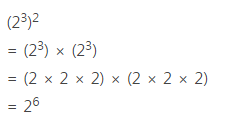 (2³)²
= (2³) × (2³)
= (2 × 2 × 2) × (2 × 2 × 2)
= 2⁶